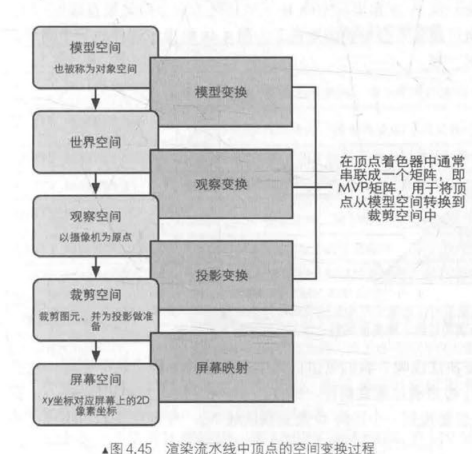 模型空间
也被称为对象空间
模型变换
世界空间
在顶点着色器中通常
串联成一个矩阵，即
MVP矩阵，用于将顶
点从模型空间转换到
裁剪空间中
观察变换
观察空间
以摄像机为原点
投影变换
裁剪空间
裁剪图元、并为投影做准
备
屏幕映射
屏幕空间
xy坐标对应屏幕上的2D
像素坐标
▲图4.45 渲染流水线中顶点的空间变换过程